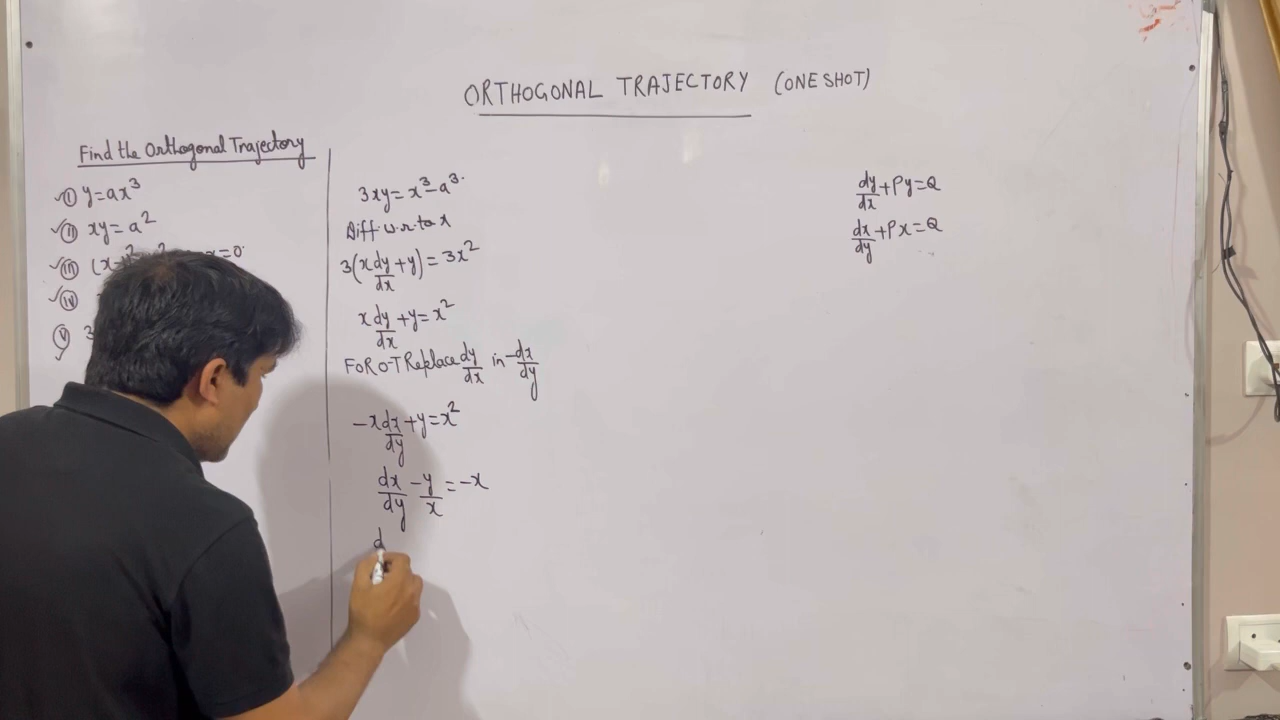 ORTHOGONAL TRAJECTORY (ONE SHOT)
Find the Orthogonal Trajectory
(i) y=ax³
(ii) xy=a²
(iii) (x- =0
(iv)
(v) 3
3xy=x³-a³.
Diff w.r.to x
3(x dy/dx + y) = 3x²
x dy/dx + y = x²
FOR O-T Replace dy/dx in -dx/dy
-x dx/dy + y = x²
dx/dy - y/x = -x
d
dy/dx + Py = Q
dx/dy + Px = Q